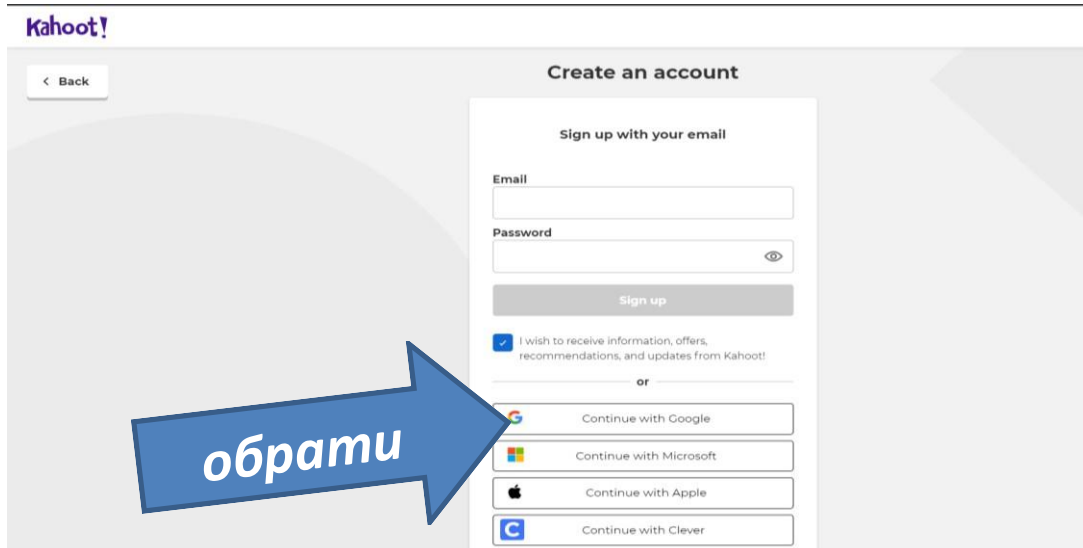 Kahoot!
< Back
Create an account
Sign up with your email
Email
Password
Sign up
I wish to receive information, offers,
recommendations, and updates from Kahoot!
or
Continue with Google
Continue with Microsoft
Continue with Apple
Continue with Clever
обрати